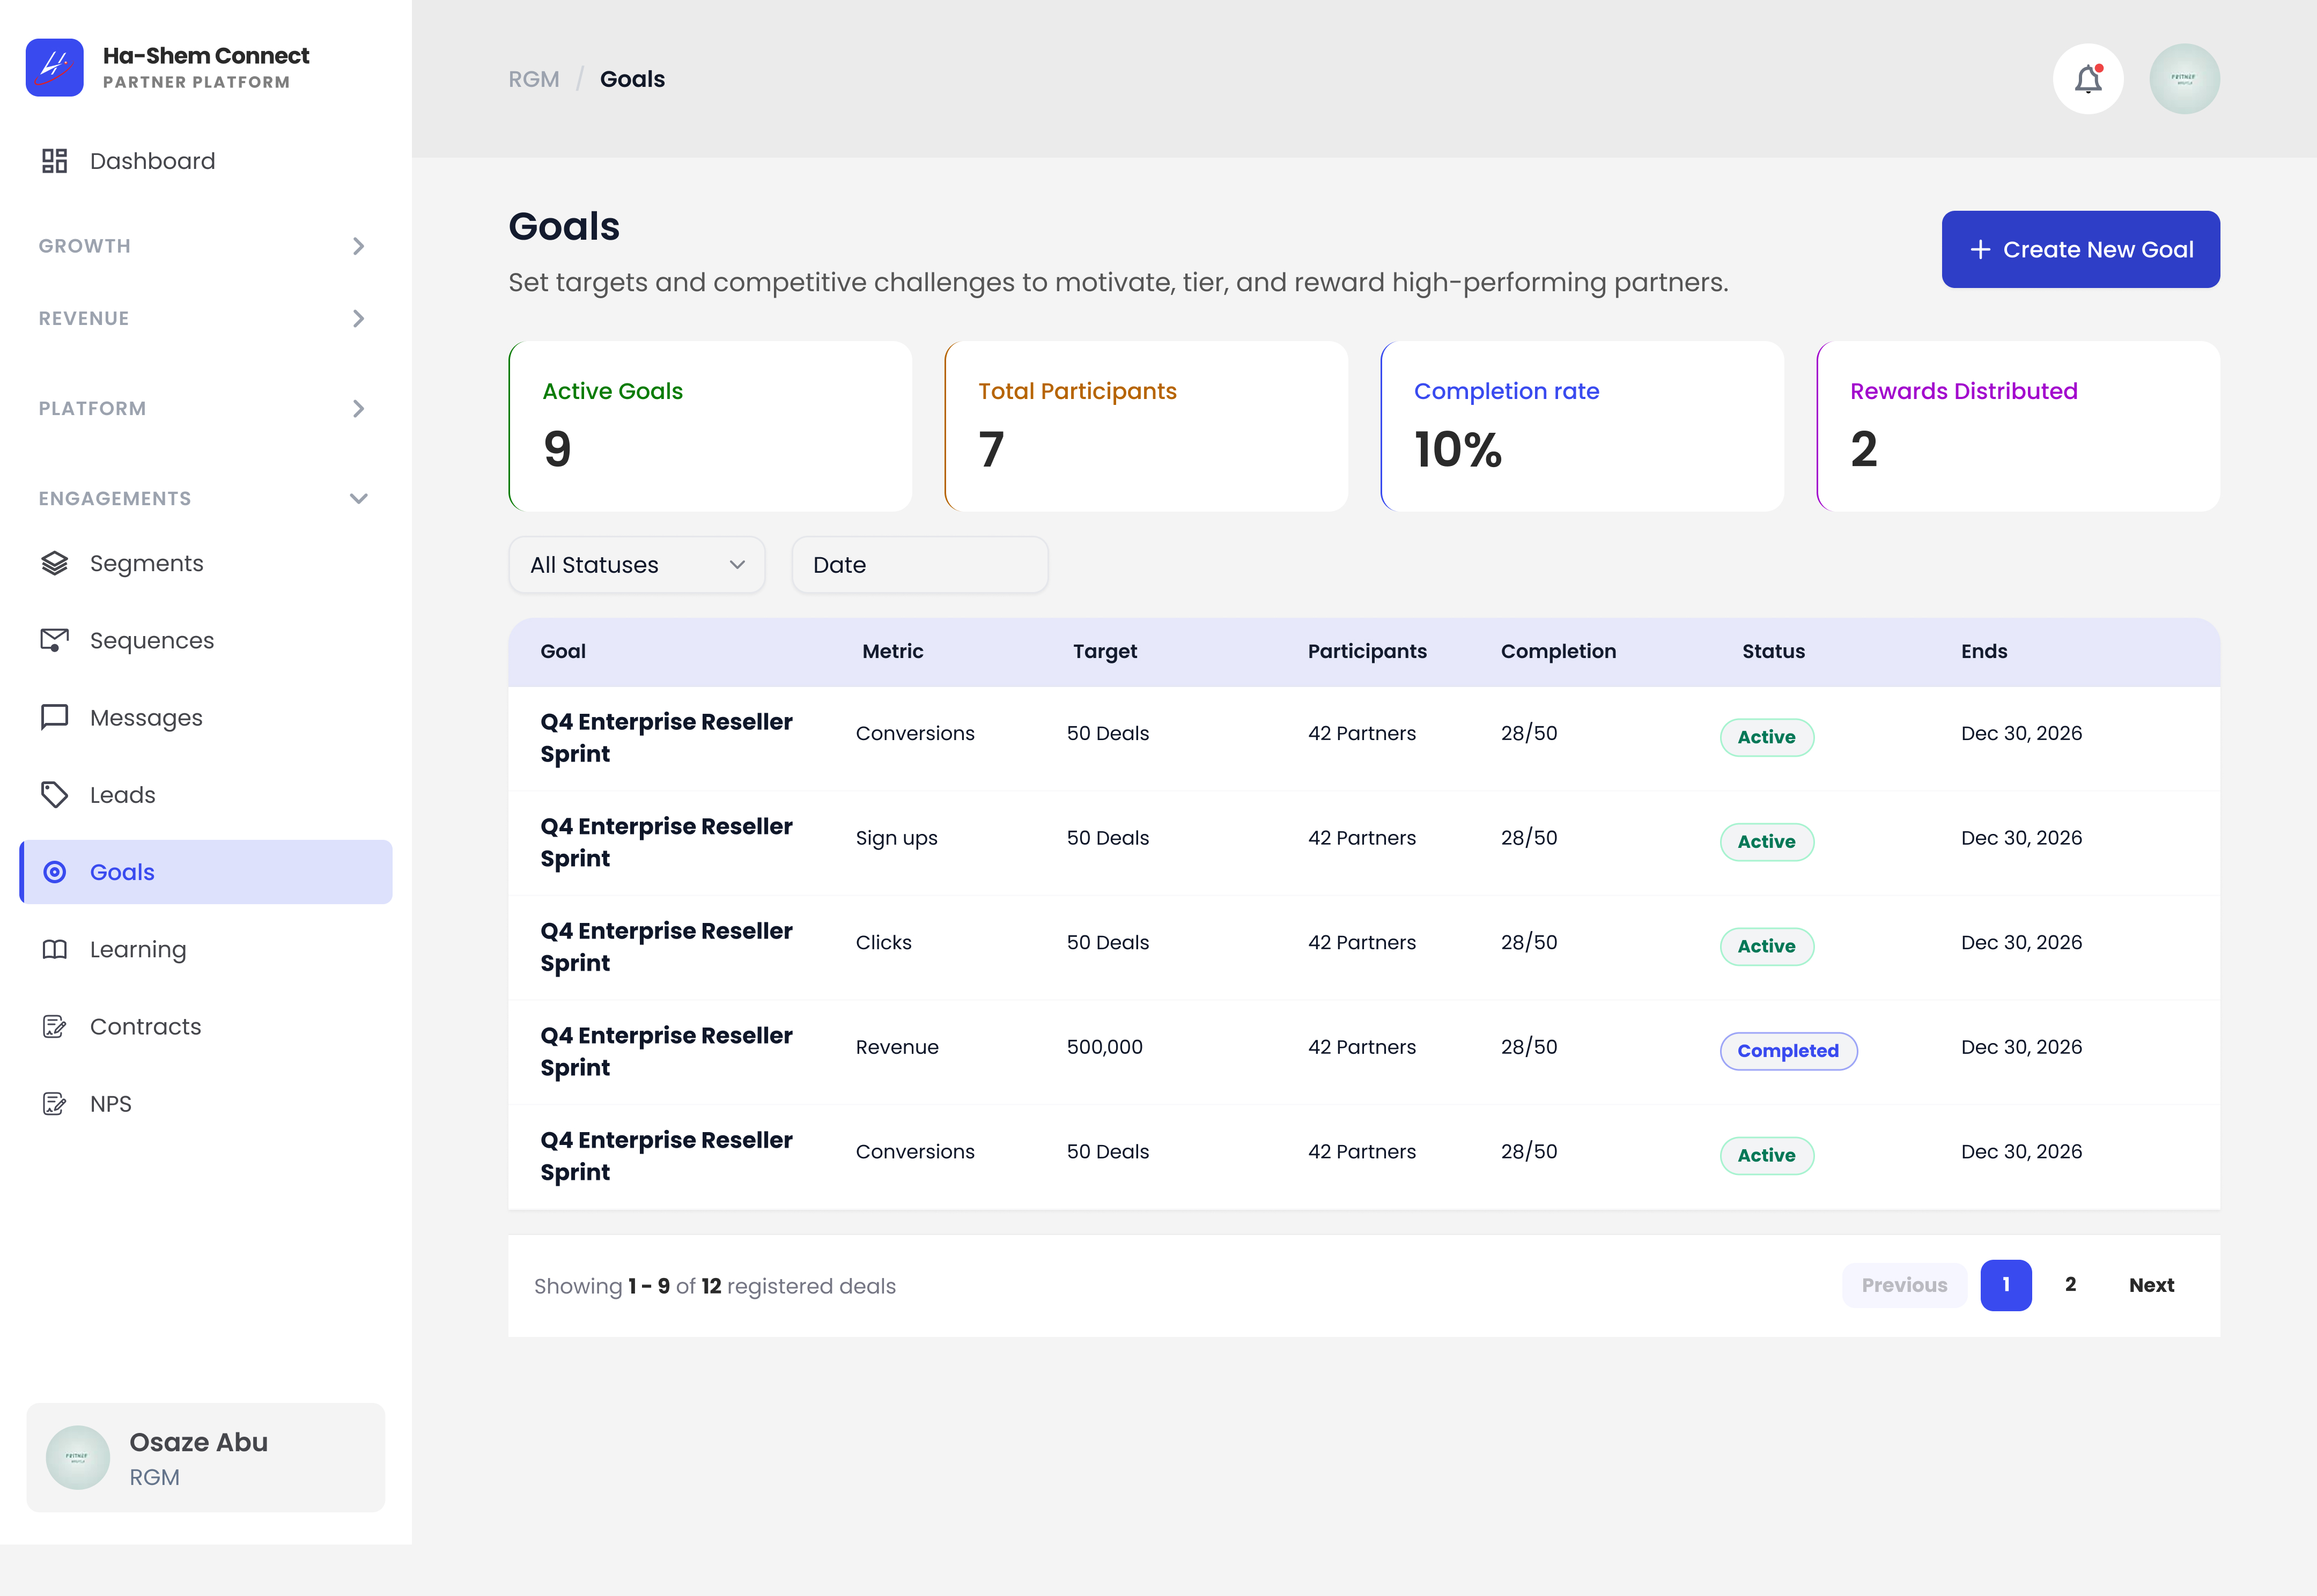 Ha-Shem Connect
PARTNER PLATFORM
Dashboard
GROWTH
REVENUE
PLATFORM
ENGAGEMENTS
Segments
Sequences
Messages
Leads
Goals
Learning
Contracts
NPS
Osaze Abu
RGM
RGM / Goals
Goals
Set targets and competitive challenges to motivate, tier, and reward high-performing partners.
+ Create New Goal
Active Goals
9
Total Participants
7
Completion rate
10%
Rewards Distributed
2
All Statuses
Date
Goal Metric Target Participants Completion Status Ends
Q4 Enterprise Reseller
Sprint
Conversions 50 Deals 42 Partners 28/50 Active Dec 30, 2026
Q4 Enterprise Reseller
Sprint
Sign ups 50 Deals 42 Partners 28/50 Active Dec 30, 2026
Q4 Enterprise Reseller
Sprint
Clicks 50 Deals 42 Partners 28/50 Active Dec 30, 2026
Q4 Enterprise Reseller
Sprint
Revenue 500,000 42 Partners 28/50 Completed Dec 30, 2026
Q4 Enterprise Reseller
Sprint
Conversions 50 Deals 42 Partners 28/50 Active Dec 30, 2026
Showing 1 - 9 of 12 registered deals
Previous 1 2 Next